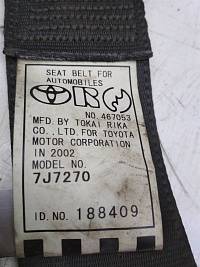 SEAT BELT FOR
AUTOMOBILES
NO. 467053
MFD. BY TOKAI RIKA
CO., LTD. FOR TOYOTA
MOTOR CORPORATION
IN 2002
MODEL NO.
7J7270
ID. NO. 188409